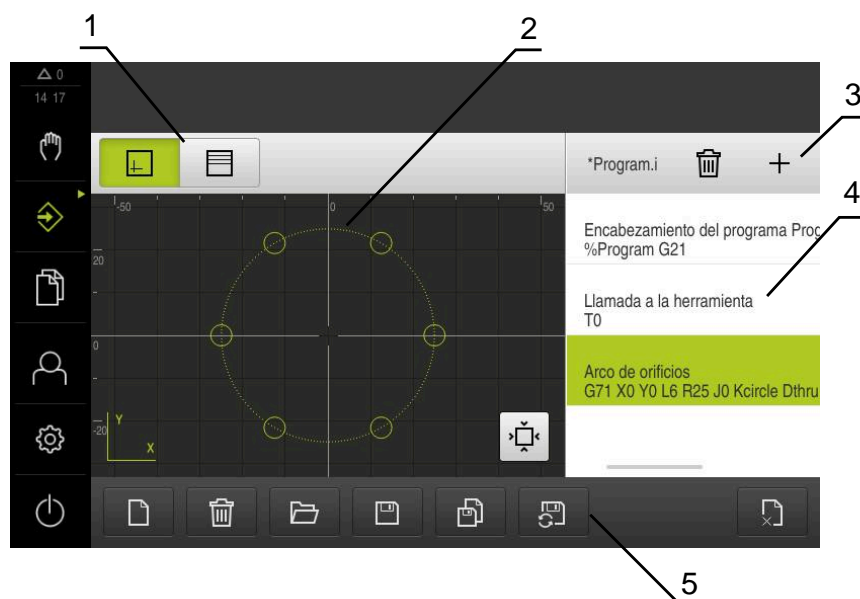 1
2
3
4
5
0
14 17
*Program.i
-50
0
50
20
0
-20
Y
X
Encabezamiento del programa Prog
%Program G21
Llamada a la herramienta
T0
Arco de orificios
G71 X0 Y0 L6 R25 J0 Kcircle Dthru